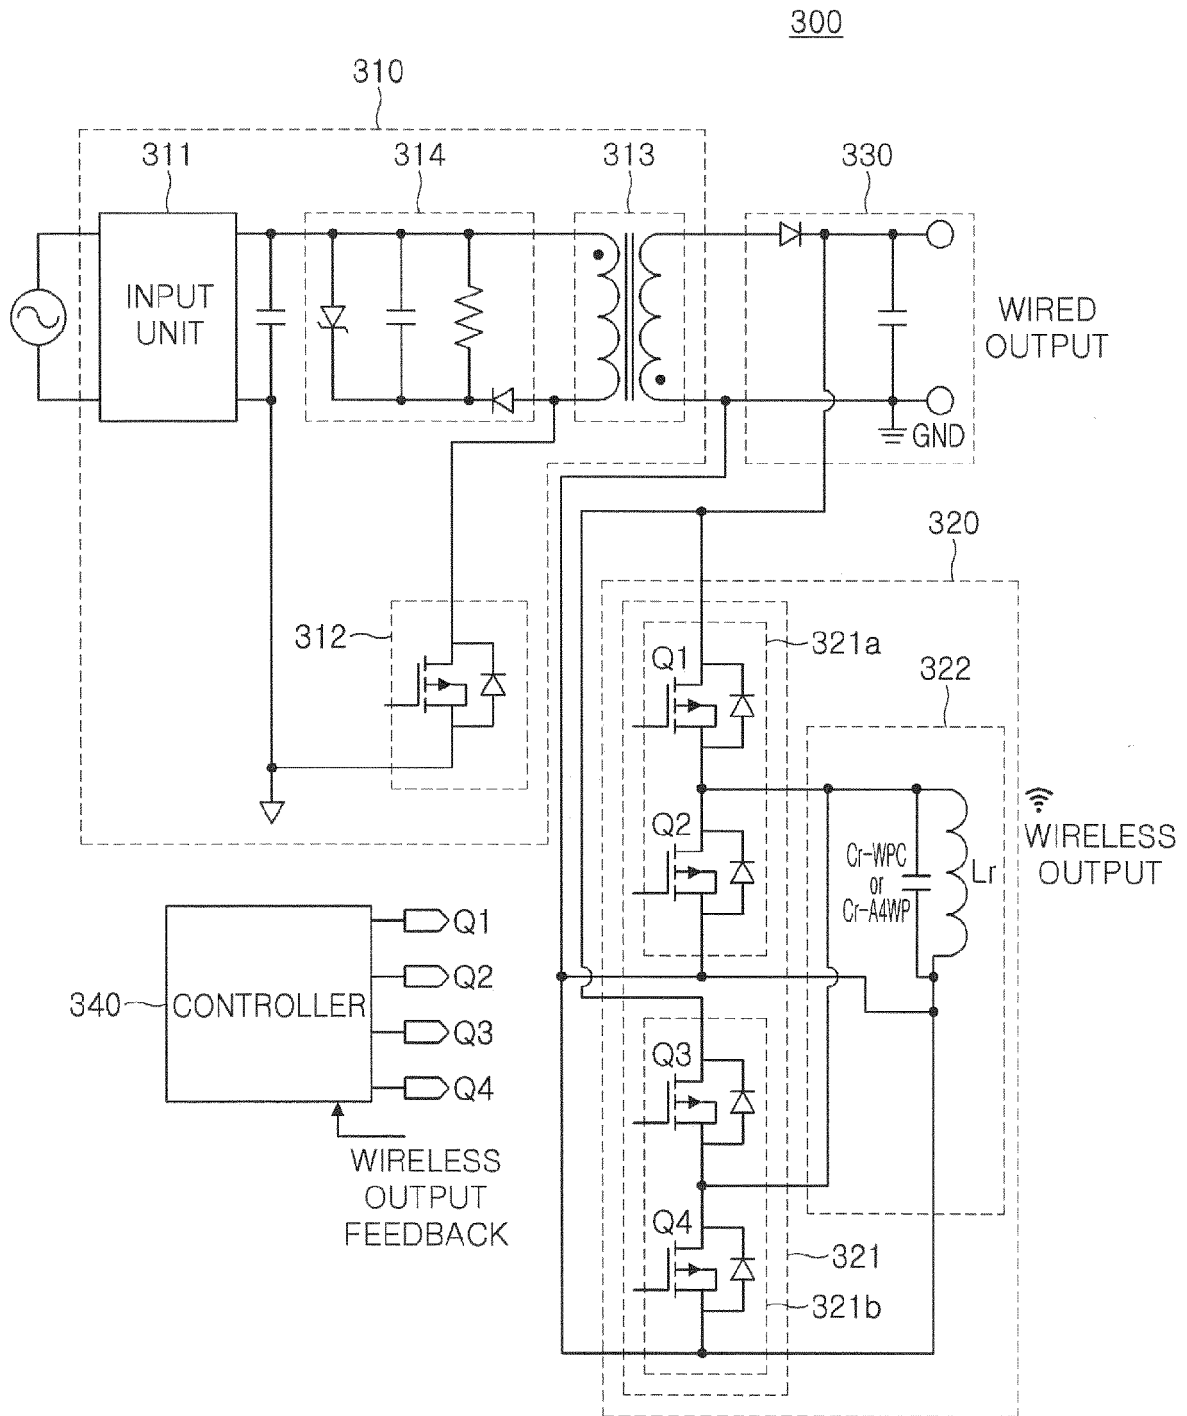 300
310
311
314
313
330
INPUT
UNIT
WIRED
OUTPUT
GND
320
312
321a
Q1
322
Q2
WIRELESS
OUTPUT
Cr-WPC
or
Cr-A4WP
Lr
340
CONTROLLER
Q1
Q2
Q3
Q4
Q3
WIRELESS
OUTPUT
FEEDBACK
Q4
321
321b